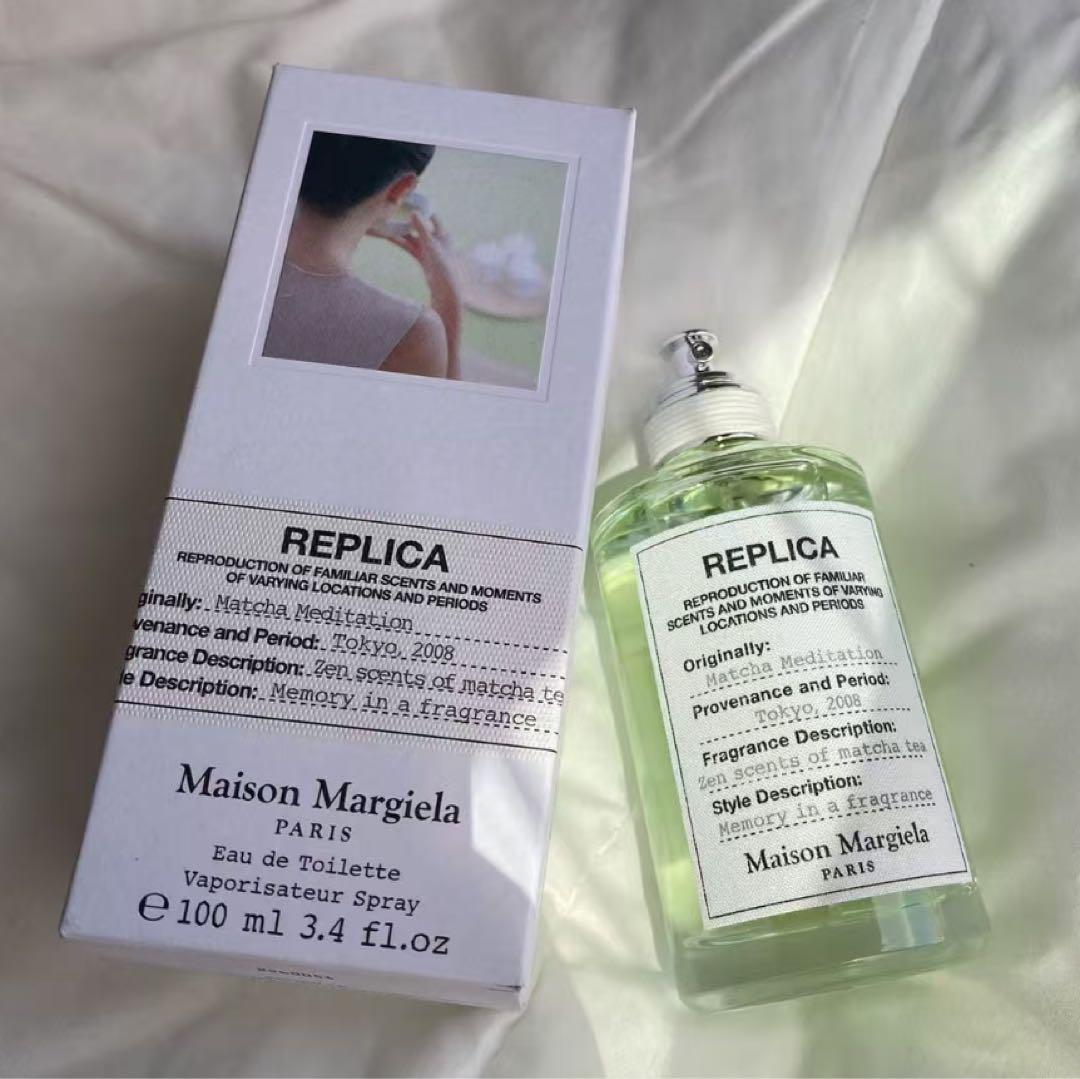 REPLICA
REPRODUCTION OF FAMILIAR SCENTS AND MOMENTS
OF VARYING LOCATIONS AND PERIODS
ginally: Matcha Meditation
venance and Period: Tokyo, 2008
grance Description: Zen scents of matcha te
le Description: Memory in a fragrance
Maison Margiela
PARIS
Eau de Toilette
Vaporisateur Spray
℮ 100 ml 3.4 fl.oz
REPLICA
REPRODUCTION OF FAMILIAR
SCENTS AND MOMENTS OF VARYING
LOCATIONS AND PERIODS
Originally:
Matcha Meditation
Provenance and Period:
Tokyo, 2008
Fragrance Description:
Zen scents of matcha tea
Style Description:
Memory in a fragrance
Maison Margiela
PARIS